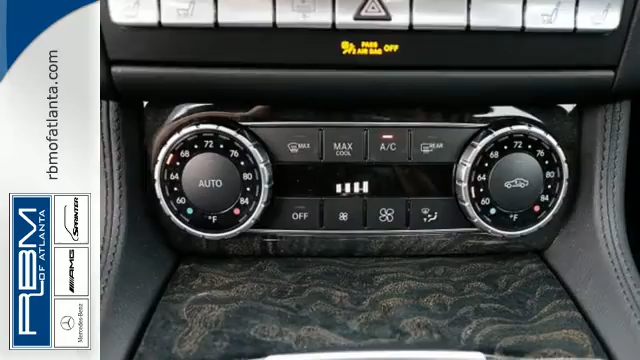 rbmofatlanta.com
PASS
AIR BAG OFF
2
68 72 76
64 80
60 84
°F
AUTO
MAX
MAX COOL
A/C
REAR
OFF
68 72 76
64 80
60 84
°F
RBM
OF ATLANTA
SPRINTER
AMG
Mercedes-Benz